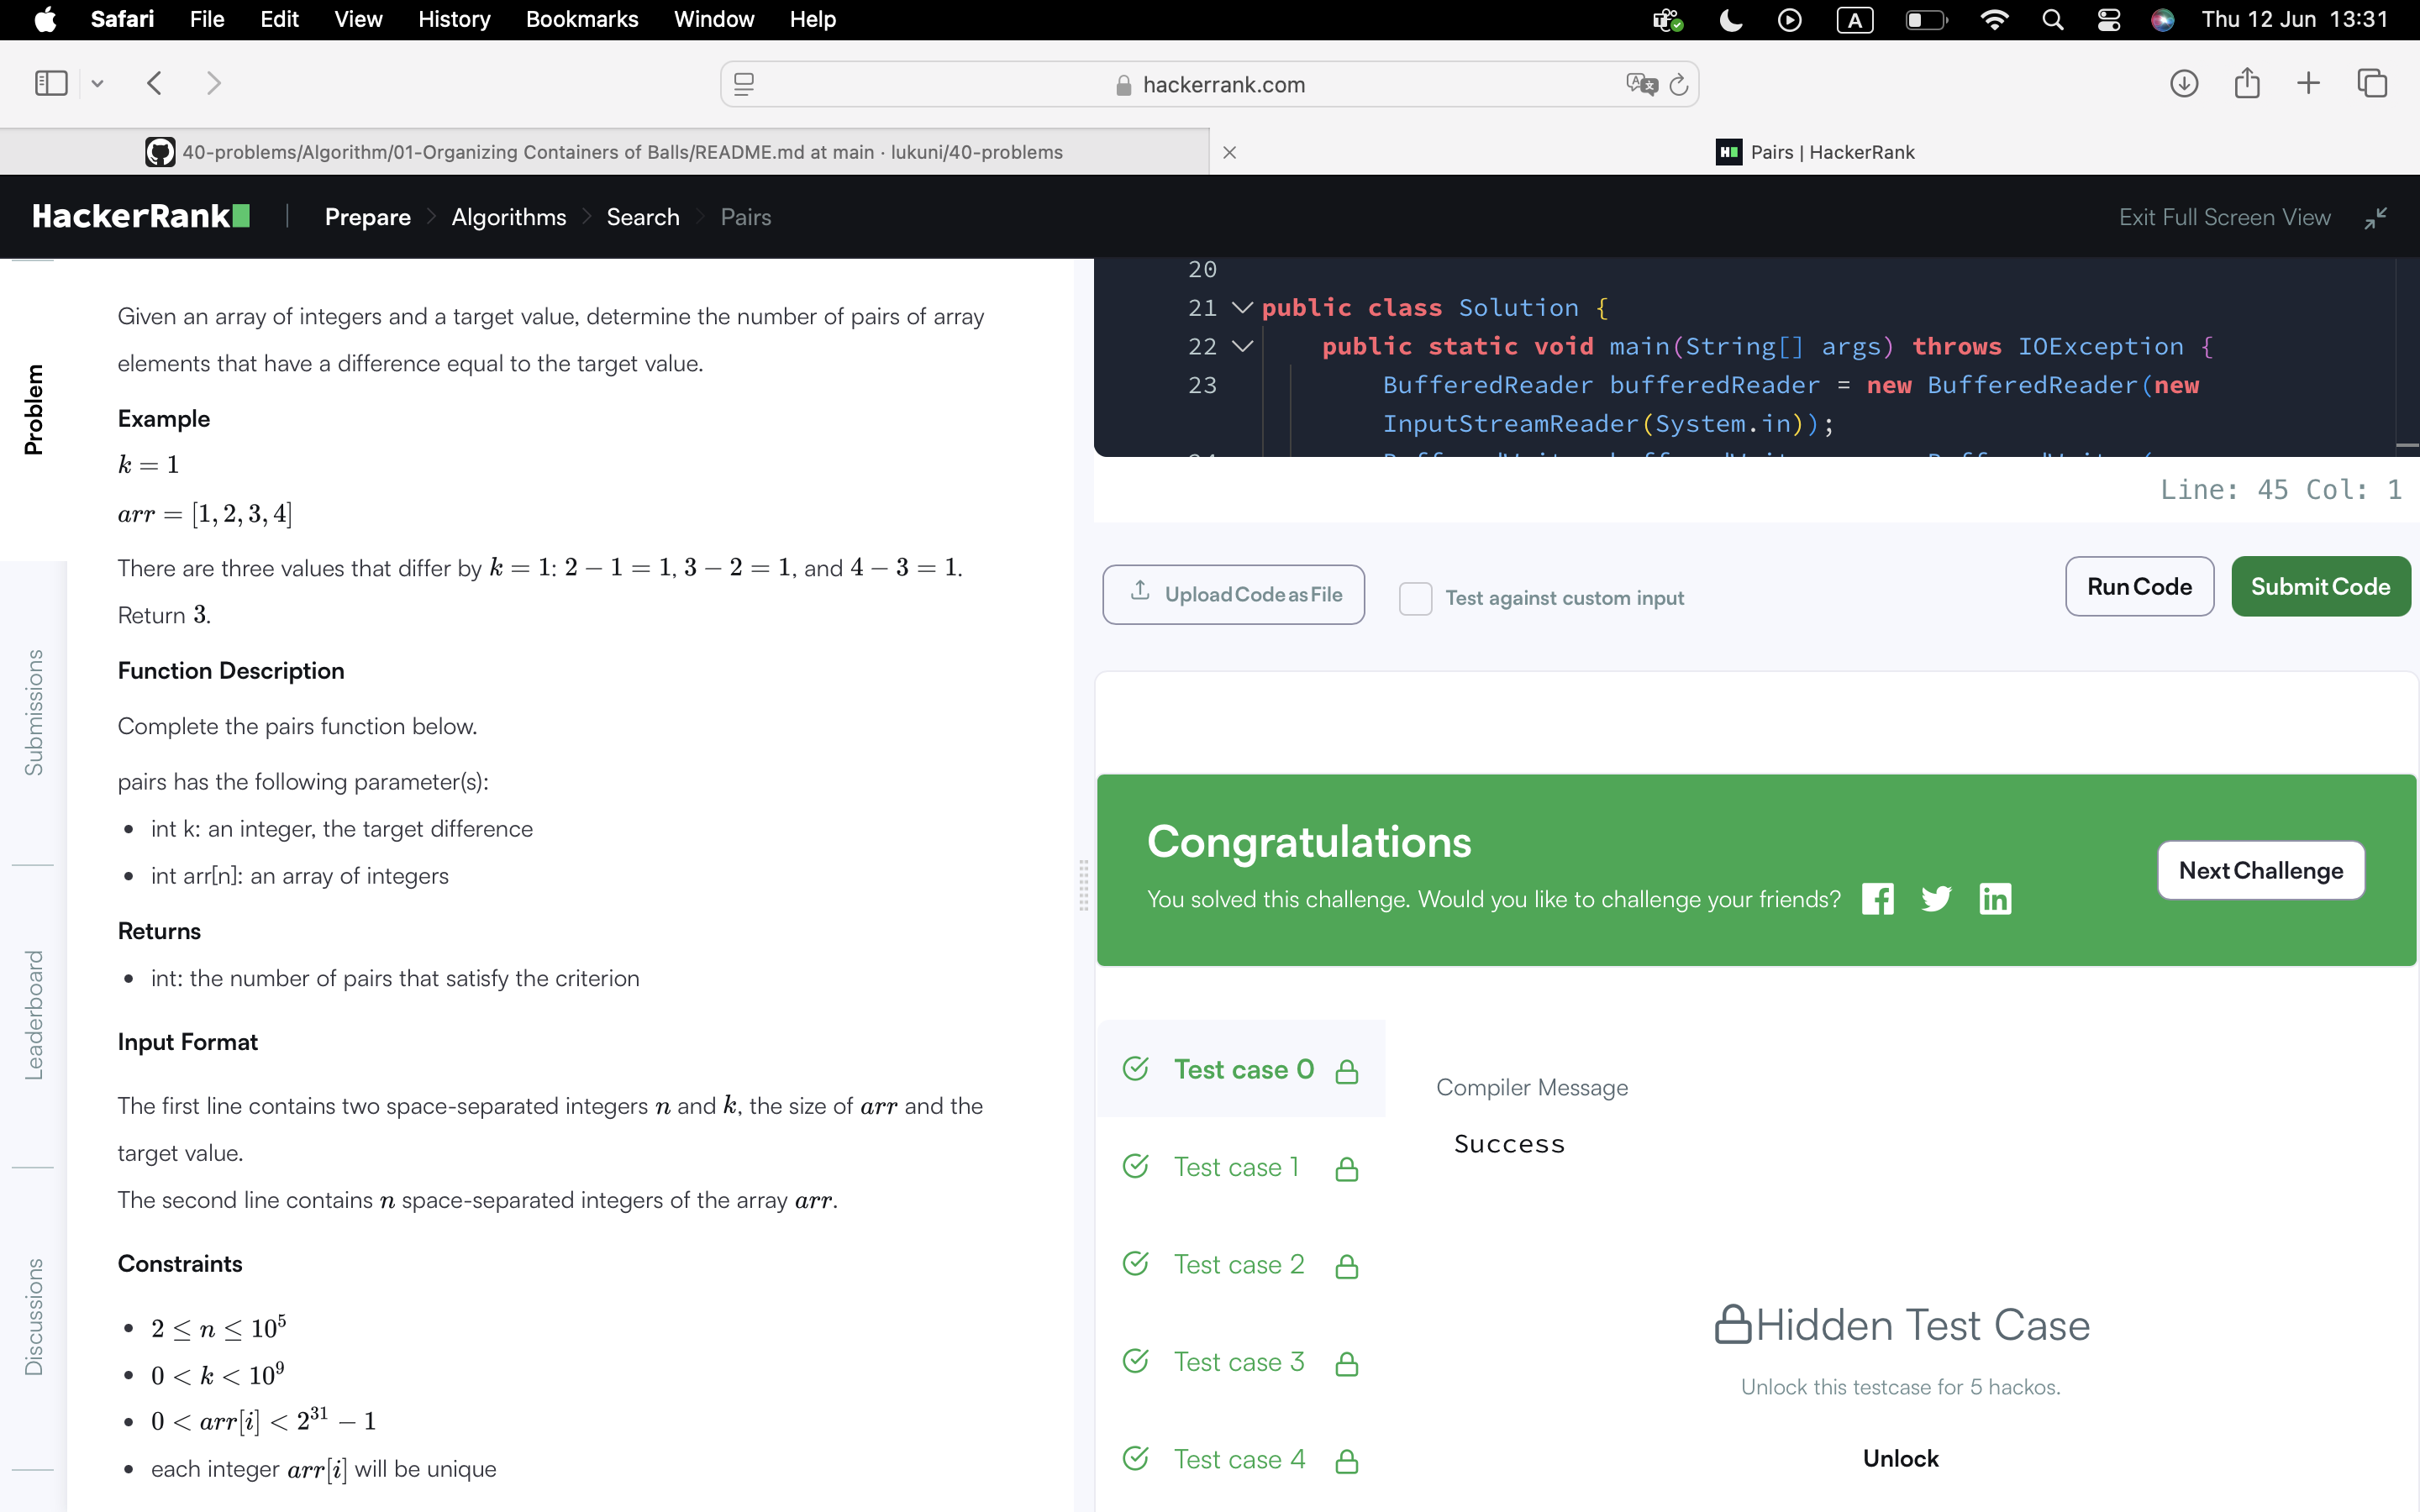 Safari File Edit View History Bookmarks Window Help
A
Thu 12 Jun 13:31
hackerrank.com
40-problems/Algorithm/01-Organizing Containers of Balls/README.md at main · lukuni/40-problems
Pairs | HackerRank
HackerRank
Prepare Algorithms Search Pairs
Exit Full Screen View
Problem
Submissions
Leaderboard
Discussions
Given an array of integers and a target value, determine the number of pairs of array
elements that have a difference equal to the target value.
Example
k = 1
arr = [1, 2, 3, 4]
There are three values that differ by k = 1: 2 − 1 = 1, 3 − 2 = 1, and 4 − 3 = 1.
Return 3.
Function Description
Complete the pairs function below.
pairs has the following parameter(s):
• int k: an integer, the target difference
• int arr[n]: an array of integers
Returns
• int: the number of pairs that satisfy the criterion
Input Format
The first line contains two space-separated integers n and k, the size of arr and the
target value.
The second line contains n space-separated integers of the array arr.
Constraints
• 2 ≤ n ≤ 10⁵
• 0 < k < 10⁹
• 0 < arr[i] < 2³¹ − 1
• each integer arr[i] will be unique
20
21 public class Solution {
22 public static void main(String[] args) throws IOException {
23 BufferedReader bufferedReader = new BufferedReader(new
InputStreamReader(System.in));
Line: 45 Col: 1
Upload Code as File
Test against custom input
Run Code
Submit Code
Congratulations
You solved this challenge. Would you like to challenge your friends?
Next Challenge
Test case 0
Test case 1
Test case 2
Test case 3
Test case 4
Compiler Message
Success
Hidden Test Case
Unlock this testcase for 5 hackos.
Unlock